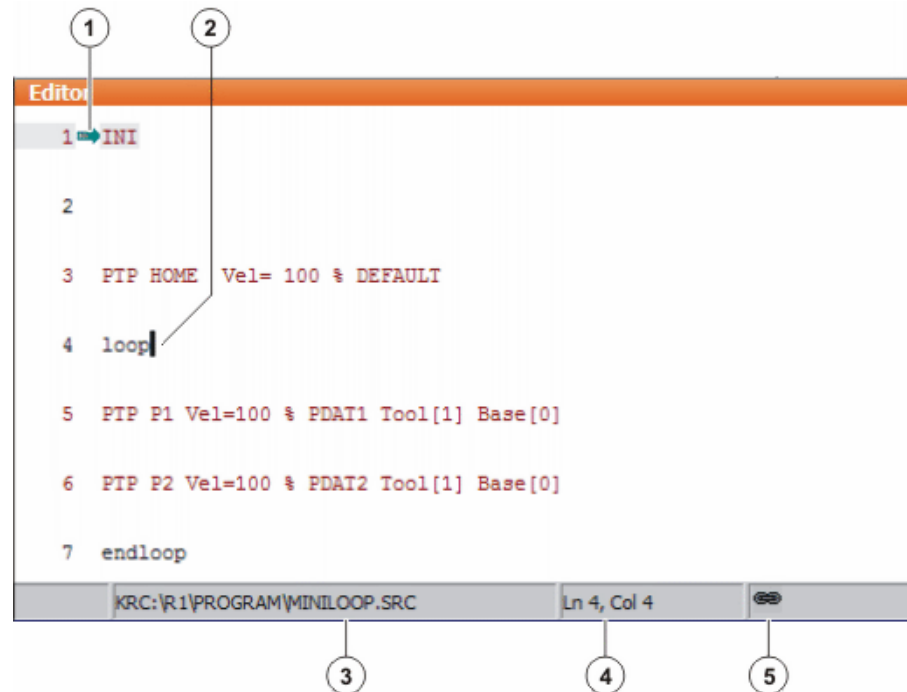 1 2
Editor
1 INI
2
3 PTP HOME Vel= 100 % DEFAULT
4 loop
5 PTP P1 Vel=100 % PDAT1 Tool[1] Base[0]
6 PTP P2 Vel=100 % PDAT2 Tool[1] Base[0]
7 endloop
KRC:\R1\PROGRAM\MINILOOP.SRC Ln 4, Col 4
3 4 5